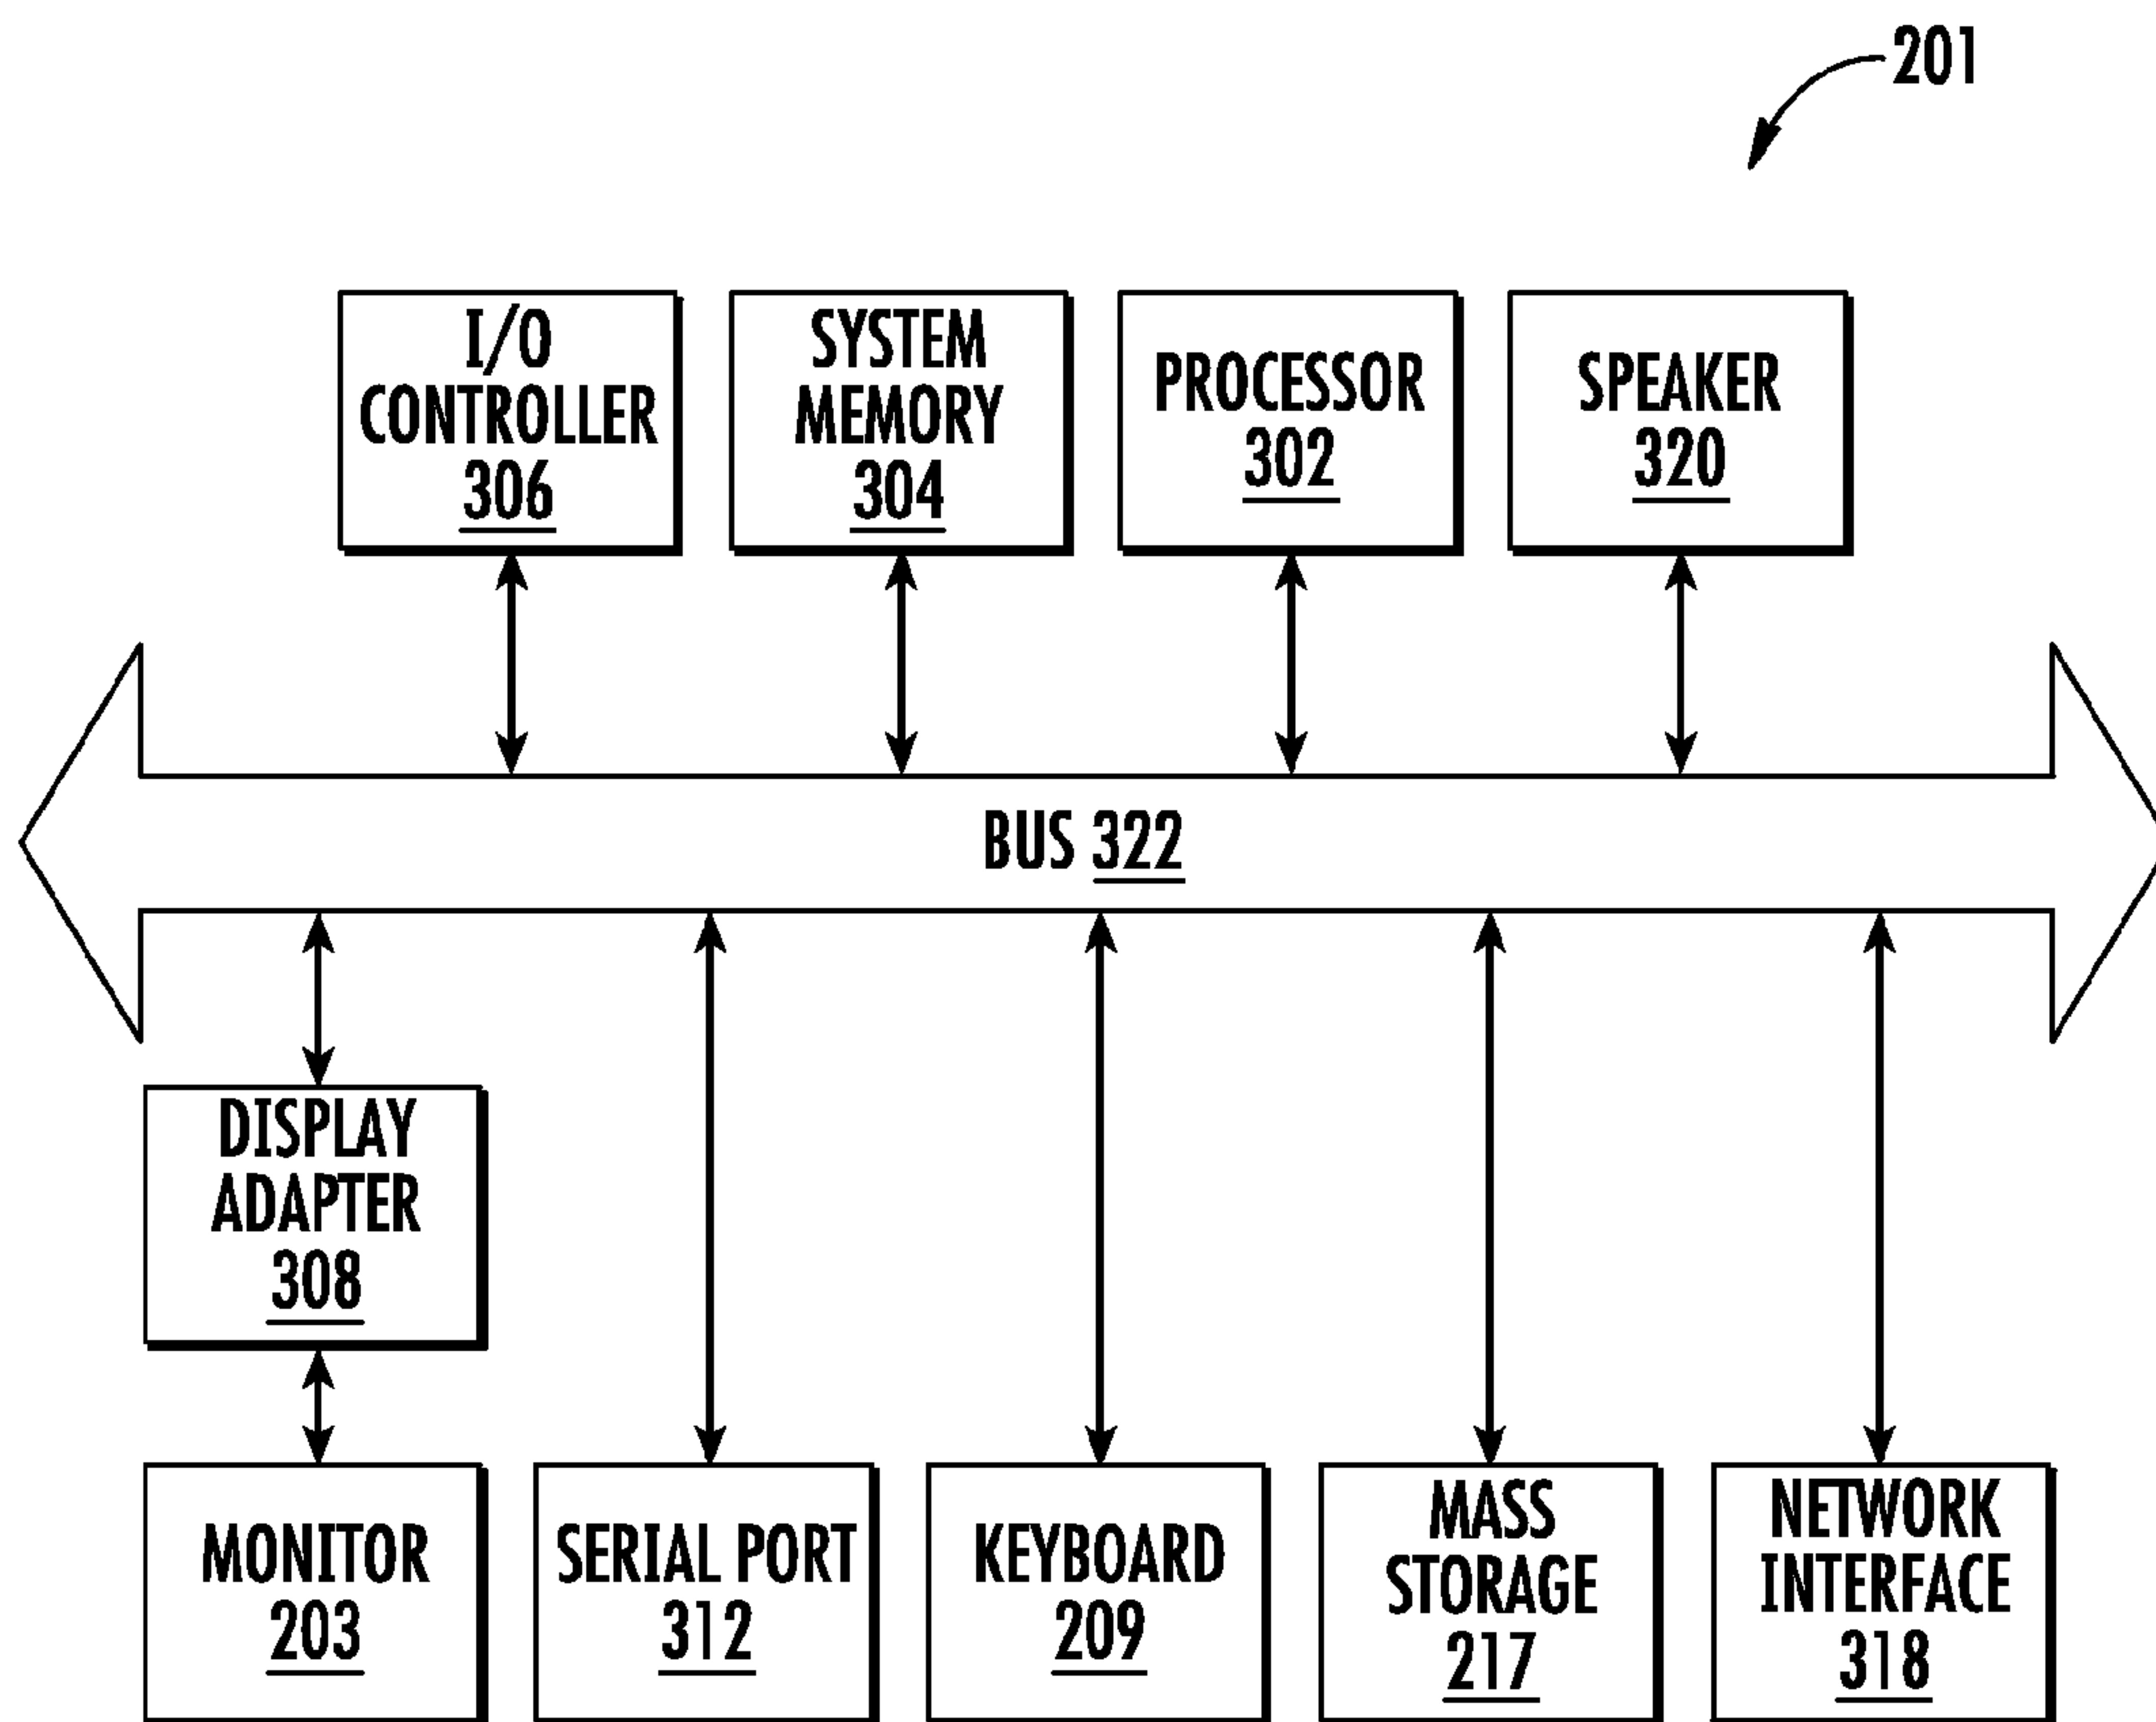 201
I/O
CONTROLLER
306
SYSTEM
MEMORY
304
PROCESSOR
302
SPEAKER
320
BUS 322
DISPLAY
ADAPTER
308
MONITOR
203
SERIAL PORT
312
KEYBOARD
209
MASS
STORAGE
217
NETWORK
INTERFACE
318